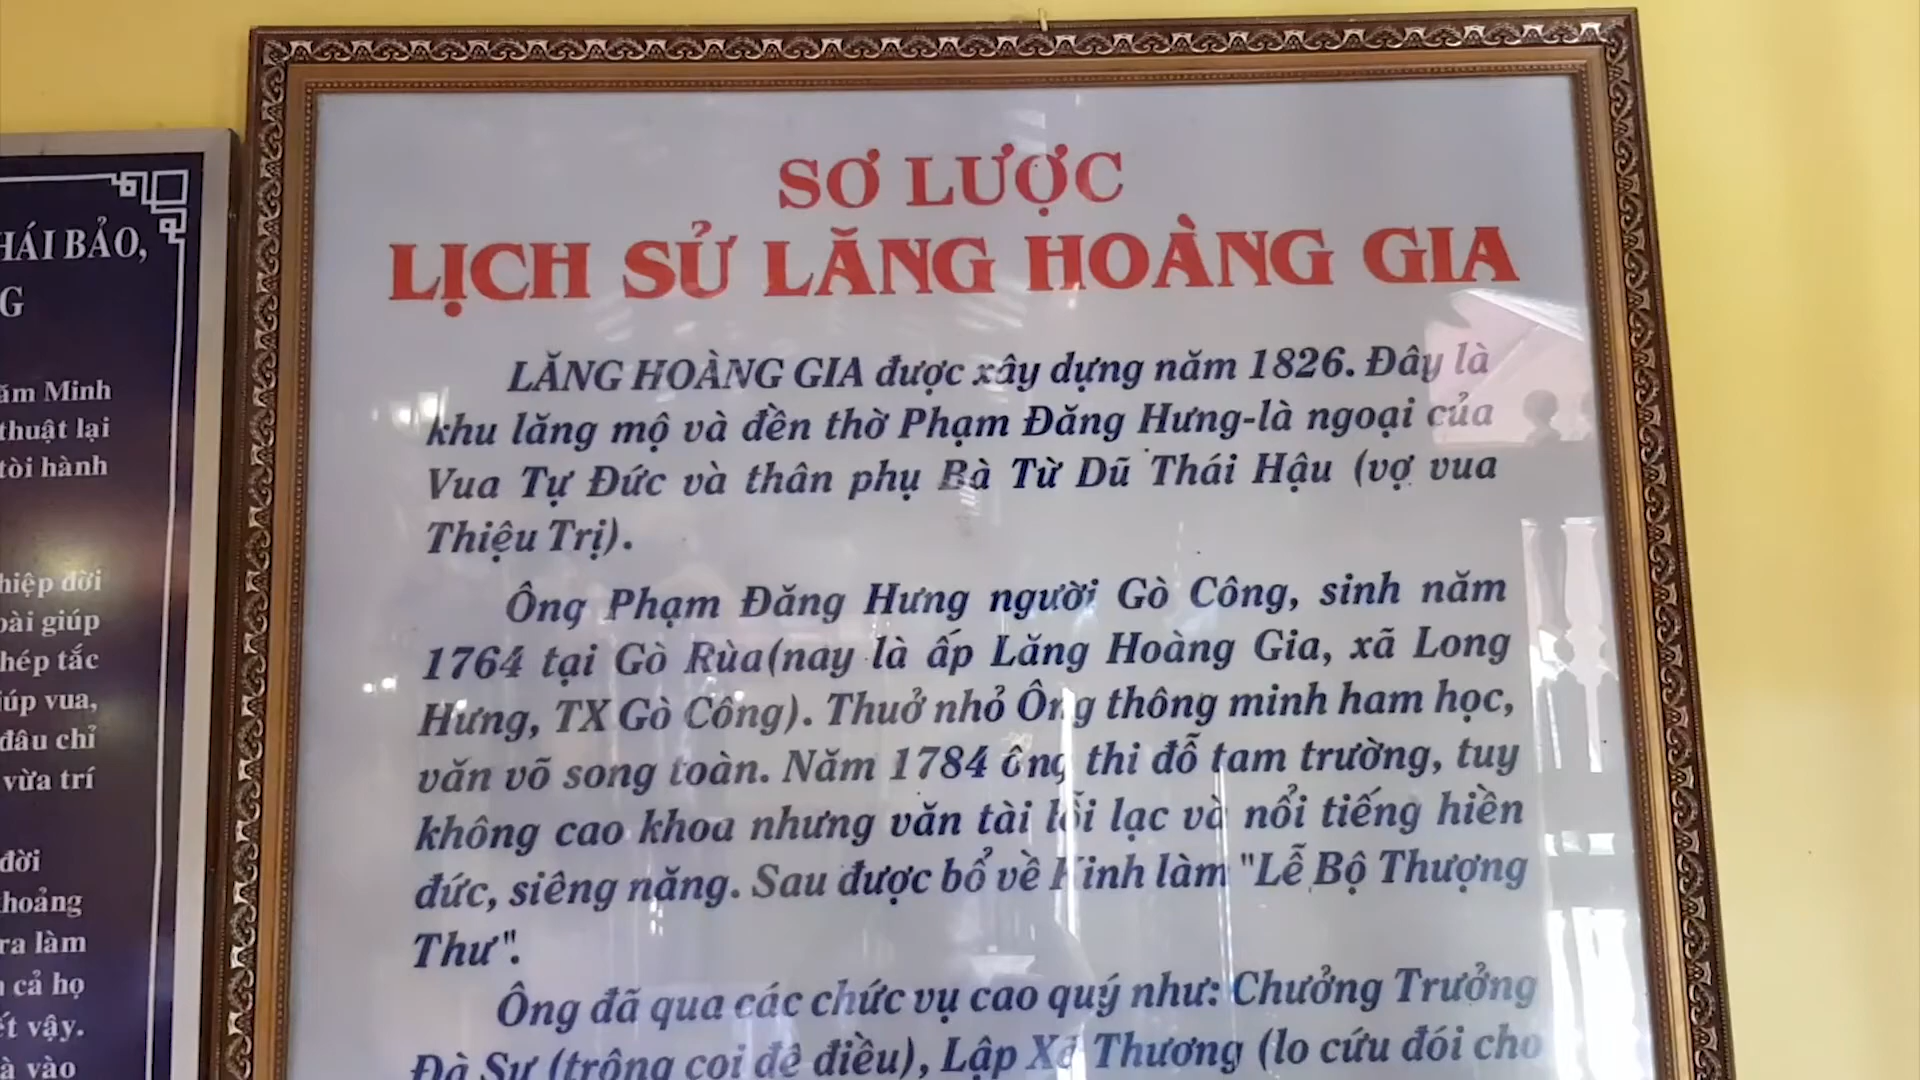 HÁI BẢO,
G
ăm Minh
thuật lại
tòi hành
hiệp đời
bài giúp
hép tắc
iúp vua,
đâu chỉ
vừa trí
đời
hoảng
ra làm
cả họ
ết vậy.
à vào
SƠ LƯỢC
LỊCH SỬ LĂNG HOÀNG GIA
LĂNG HOÀNG GIA được xây dựng năm 1826. Đây là
khu lăng mộ và đền thờ Phạm Đăng Hưng-là ngoại của
Vua Tự Đức và thân phụ Bà Từ Dũ Thái Hậu (vợ vua
Thiệu Trị).
Ông Phạm Đăng Hưng người Gò Công, sinh năm
1764 tại Gò Rùa(nay là ấp Lăng Hoàng Gia, xã Long
Hưng, TX Gò Công). Thuở nhỏ Ông thông minh ham học,
văn võ song toàn. Năm 1784 ông thi đỗ tam trường, tuy
không cao khoa nhưng văn tài lỗi lạc và nổi tiếng hiền
đức, siêng năng. Sau được bổ về Kinh làm "Lễ Bộ Thượng
Thư".
Ông đã qua các chức vụ cao quý như: Chưởng Trưởng
Đà Sự (trông coi đê điều), Lập Xã Thương (lo cứu đói cho